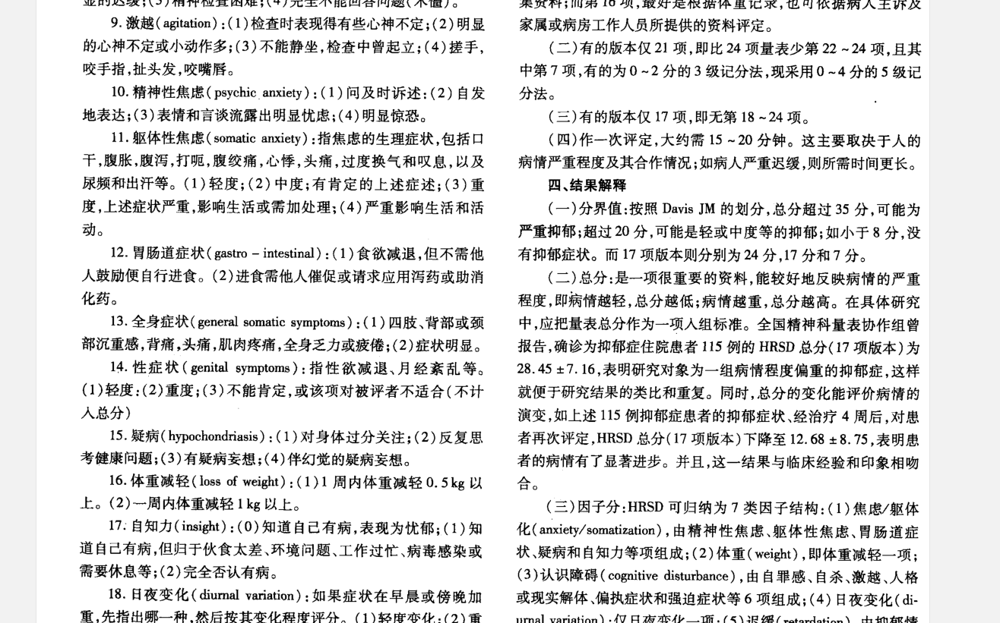 显的迟缓;(3)精神检查困难;(4)完全不能回答问题(木僵)。
9. 激越(agitation):(1)检查时表现得有些心神不定;(2)明显
的心神不定或小动作多;(3)不能静坐,检查中曾起立;(4)搓手,
咬手指,扯头发,咬嘴唇。
10. 精神性焦虑(psychic anxiety):(1)问及时诉述:(2)自发
地表达;(3)表情和言谈流露出明显忧虑;(4)明显惊恐。
11. 躯体性焦虑(somatic anxiety):指焦虑的生理症状,包括口
干,腹胀,腹泻,打呃,腹绞痛,心悸,头痛,过度换气和叹息,以及
尿频和出汗等。(1)轻度;(2)中度;有肯定的上述症述;(3)重
度,上述症状严重,影响生活或需加处理;(4)严重影响生活和活
动。
12. 胃肠道症状(gastro－intestinal):(1)食欲减退,但不需他
人鼓励便自行进食。(2)进食需他人催促或请求应用泻药或助消
化药。
13. 全身症状(general somatic symptoms):(1)四肢、背部或颈
部沉重感,背痛,头痛,肌肉疼痛,全身乏力或疲倦;(2)症状明显。
14. 性症状(genital symptoms):指性欲减退、月经紊乱等。
(1)轻度:(2)重度;(3)不能肯定,或该项对被评者不适合(不计
入总分)
15. 疑病(hypochondriasis):(1)对身体过分关注;(2)反复思
考健康问题;(3)有疑病妄想;(4)伴幻觉的疑病妄想。
16. 体重减轻(loss of weight):(1)1 周内体重减轻 0.5kg 以
上。(2)一周内体重减轻 1kg 以上。
17. 自知力(insight):(0)知道自己有病,表现为忧郁;(1)知
道自己有病,但归于伙食太差、环境问题、工作过忙、病毒感染或
需要休息等;(2)完全否认有病。
18. 日夜变化(diurnal variation):如果症状在早晨或傍晚加
重,先指出哪一种,然后按其变化程度评分。(1)轻度变化:(2)重
集资料;而第 16 项,最好是根据体重记录,也可依据病人主诉及
家属或病房工作人员所提供的资料评定。
(二)有的版本仅 21 项,即比 24 项量表少第 22～24 项,且其
中第 7 项,有的为 0～2 分的 3 级记分法,现采用 0～4 分的 5 级记
分法。
(三)有的版本仅 17 项,即无第 18～24 项。
(四)作一次评定,大约需 15～20 分钟。这主要取决于人的
病情严重程度及其合作情况;如病人严重迟缓,则所需时间更长。
四、结果解释
(一)分界值:按照 Davis JM 的划分,总分超过 35 分,可能为
严重抑郁;超过 20 分,可能是轻或中度等的抑郁;如小于 8 分,没
有抑郁症状。而 17 项版本则分别为 24 分,17 分和 7 分。
(二)总分:是一项很重要的资料,能较好地反映病情的严重
程度,即病情越轻,总分越低;病情越重,总分越高。在具体研究
中,应把量表总分作为一项入组标准。全国精神科量表协作组曾
报告,确诊为抑郁症住院患者 115 例的 HRSD 总分(17 项版本)为
28.45±7.16,表明研究对象为一组病情程度偏重的抑郁症,这样
就便于研究结果的类比和重复。同时,总分的变化能评价病情的
演变,如上述 115 例抑郁症患者的抑郁症状、经治疗 4 周后,对患
者再次评定,HRSD 总分(17 项版本)下降至 12.68±8.75,表明患
者的病情有了显著进步。并且,这一结果与临床经验和印象相吻
合。
(三)因子分:HRSD 可归纳为 7 类因子结构:(1)焦虑/躯体
化(anxiety/somatization),由精神性焦虑、躯体性焦虑、胃肠道症
状、疑病和自知力等项组成;(2)体重(weight),即体重减轻一项;
(3)认识障碍(cognitive disturbance),由自罪感、自杀、激越、人格
或现实解体、偏执症状和强迫症状等 6 项组成;(4)日夜变化(di-
urnal variation):仅日夜变化一项;(5)迟缓(retardation),由抑郁情